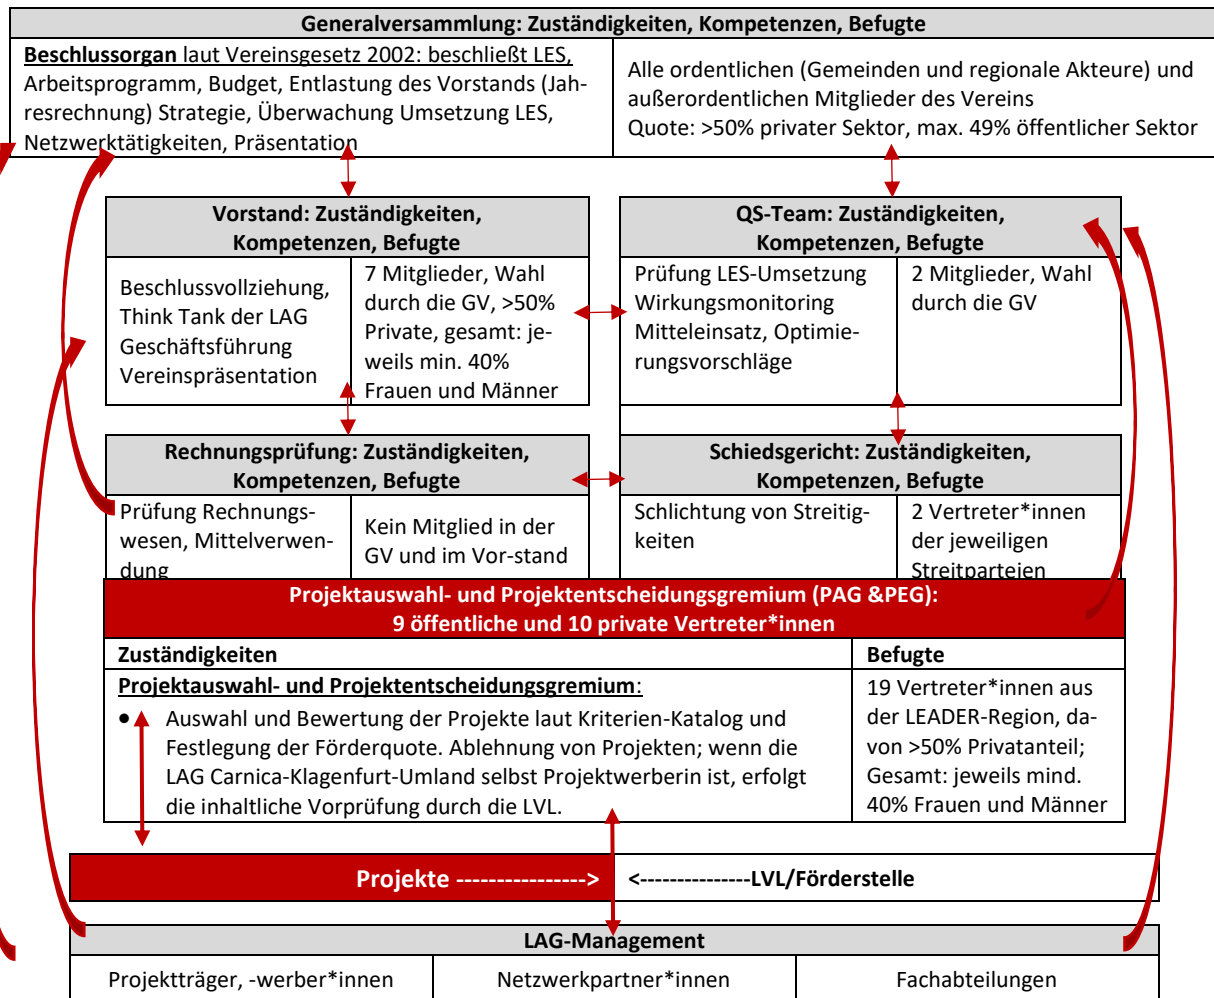 Generalversammlung: Zuständigkeiten, Kompetenzen, Befugte
Beschlussorgan laut Vereinsgesetz 2002: beschließt LES,
Arbeitsprogramm, Budget, Entlastung des Vorstands (Jah-
resrechnung) Strategie, Überwachung Umsetzung LES,
Netzwerktätigkeiten, Präsentation
Alle ordentlichen (Gemeinden und regionale Akteure) und
außerordentlichen Mitglieder des Vereins
Quote: >50% privater Sektor, max. 49% öffentlicher Sektor
Vorstand: Zuständigkeiten,
Kompetenzen, Befugte
Beschlussvollziehung,
Think Tank der LAG
Geschäftsführung
Vereinspräsentation
7 Mitglieder, Wahl
durch die GV, >50%
Private, gesamt: je-
weils min. 40%
Frauen und Männer
QS-Team: Zuständigkeiten,
Kompetenzen, Befugte
Prüfung LES-Umsetzung
Wirkungsmonitoring
Mitteleinsatz, Optimie-
rungsvorschläge
2 Mitglieder, Wahl
durch die GV
Rechnungsprüfung: Zuständigkeiten,
Kompetenzen, Befugte
Prüfung Rechnungs-
wesen, Mittelverwen-
dung
Kein Mitglied in der
GV und im Vor-stand
Schiedsgericht: Zuständigkeiten,
Kompetenzen, Befugte
Schlichtung von Streitig-
keiten
2 Vertreter*innen
der jeweiligen
Streitparteien
Projektauswahl- und Projektentscheidungsgremium (PAG &PEG):
9 öffentliche und 10 private Vertreter*innen
Zuständigkeiten
Befugte
Projektauswahl- und Projektentscheidungsgremium:
• Auswahl und Bewertung der Projekte laut Kriterien-Katalog und
Festlegung der Förderquote. Ablehnung von Projekten; wenn die
LAG Carnica-Klagenfurt-Umland selbst Projektwerberin ist, erfolgt
die inhaltliche Vorprüfung durch die LVL.
19 Vertreter*innen aus
der LEADER-Region, da-
von >50% Privatanteil;
Gesamt: jeweils mind.
40% Frauen und Männer
Projekte ---------------->
<---------------LVL/Förderstelle
LAG-Management
Projektträger, -werber*innen
Netzwerkpartner*innen
Fachabteilungen